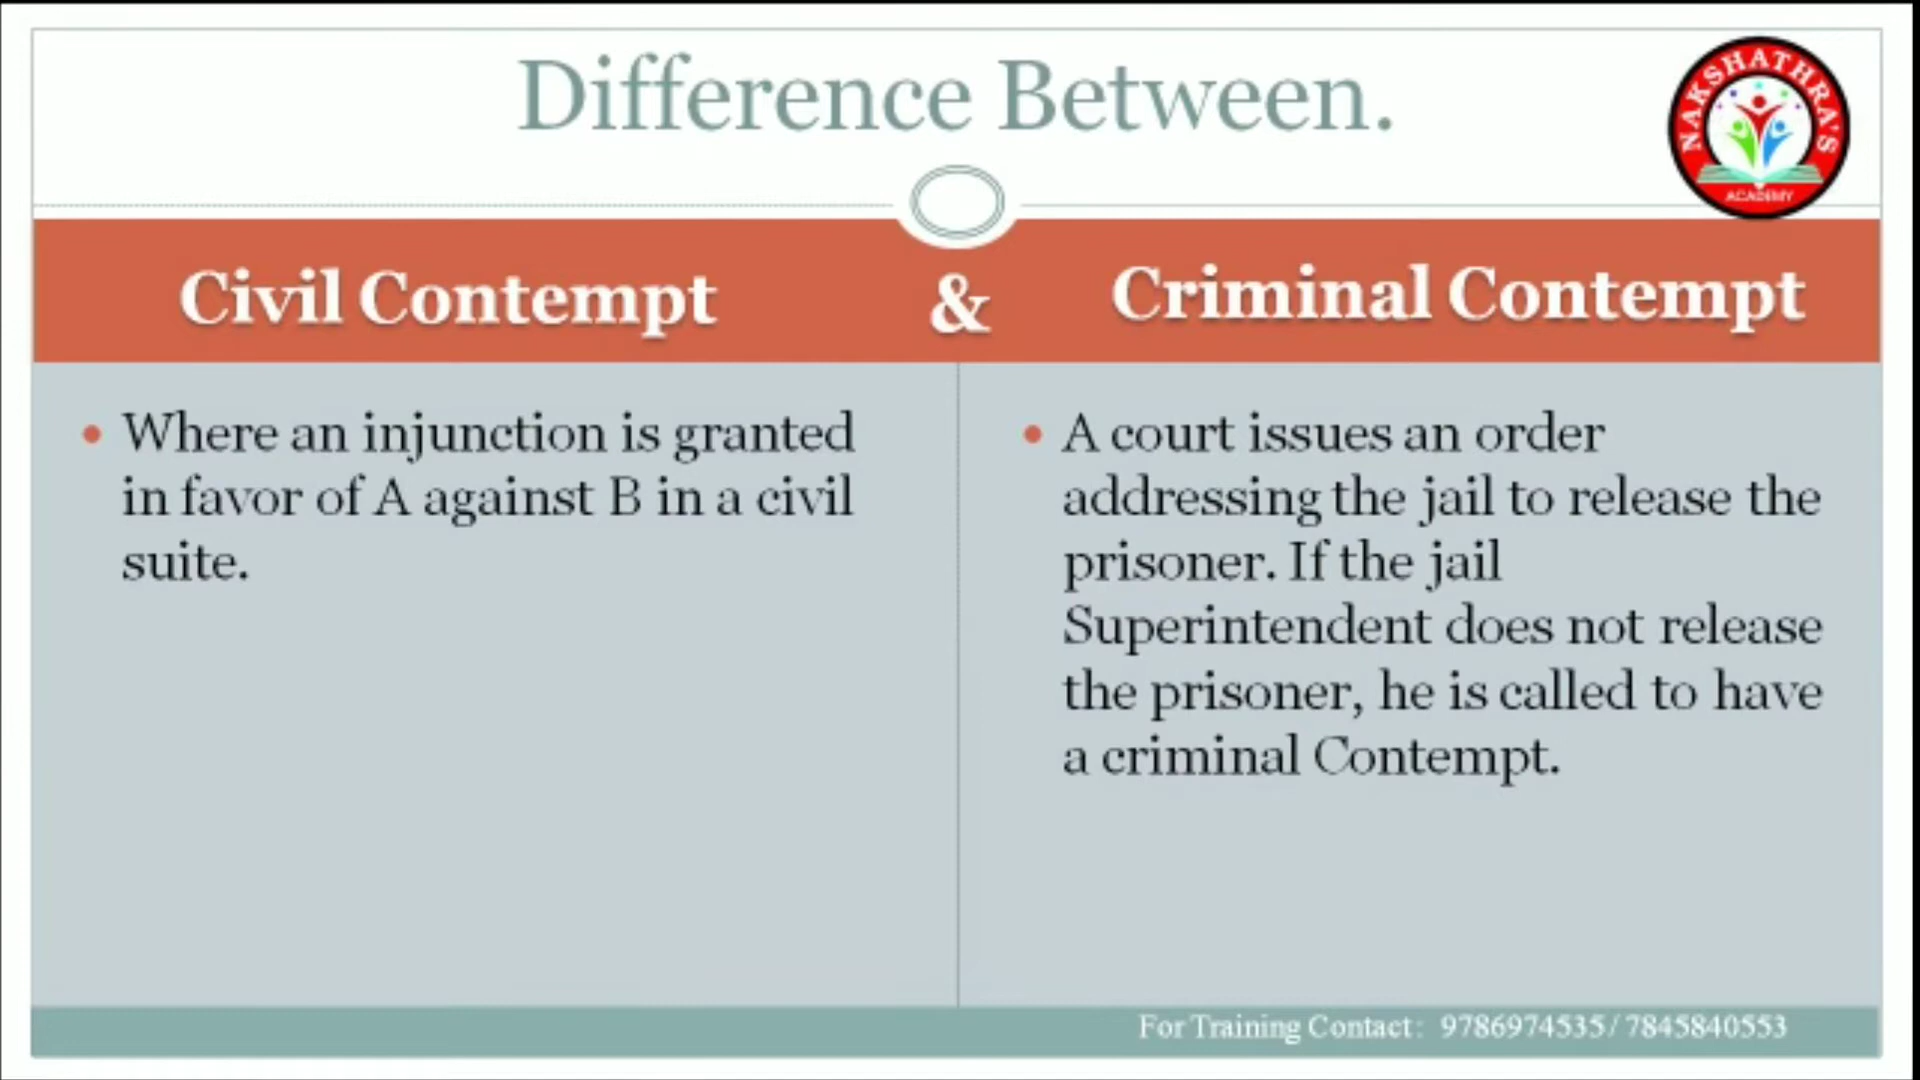 Difference Between.
NAKSHATHRA'S
ACADEMY
Civil Contempt & Criminal Contempt
• Where an injunction is granted
in favor of A against B in a civil
suite.
• A court issues an order
addressing the jail to release the
prisoner. If the jail
Superintendent does not release
the prisoner, he is called to have
a criminal Contempt.
For Training Contact: 9786974535/7845840553